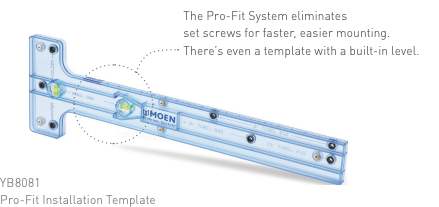 The Pro-Fit System eliminates
set screws for faster, easier mounting.
There's even a template with a built-in level.
MOEN
YB8081
Pro-Fit Installation Template